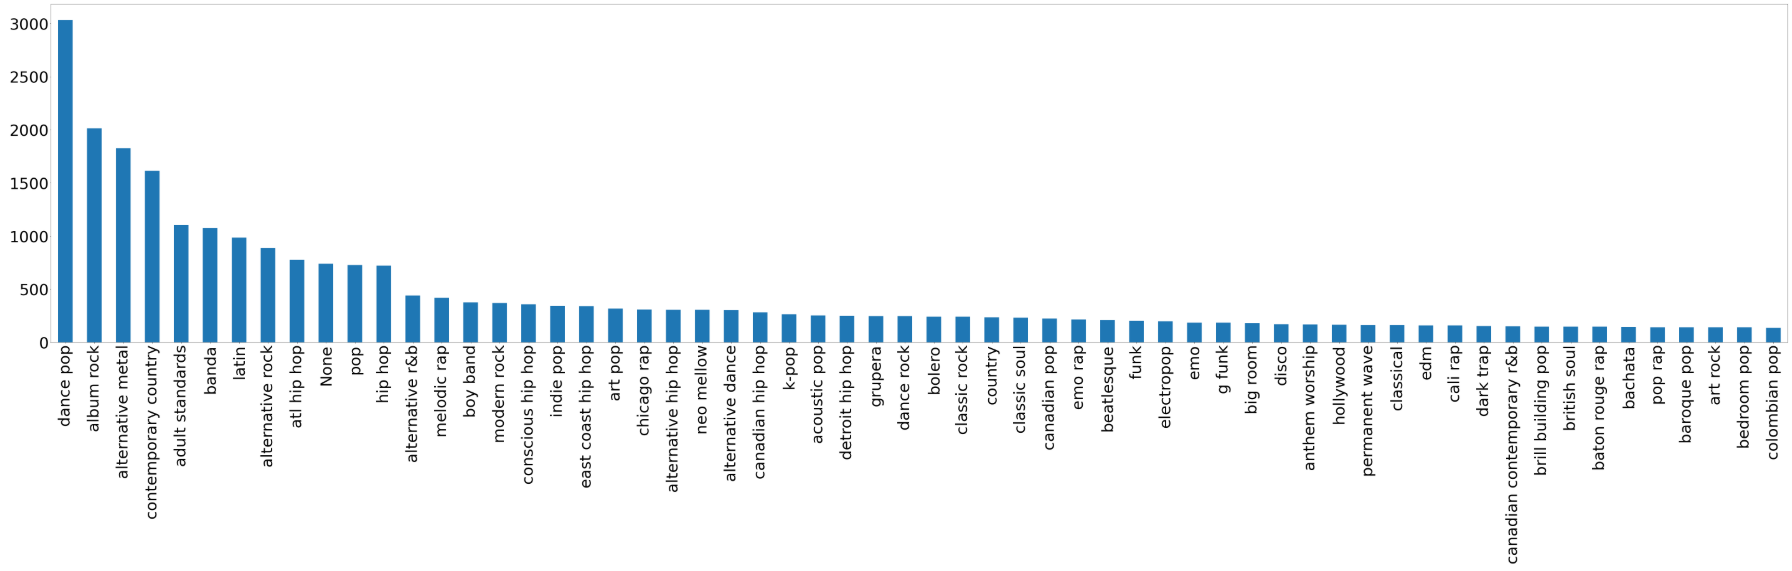 3000
2500
2000
1500
1000
500
0
dance pop
album rock
alternative metal
contemporary country
adult standards
banda
latin
alternative rock
atl hip hop
None
pop
hip hop
alternative r&b
melodic rap
boy band
modern rock
conscious hip hop
indie pop
east coast hip hop
art pop
chicago rap
alternative hip hop
neo mellow
alternative dance
canadian hip hop
k-pop
acoustic pop
detroit hip hop
grupera
dance rock
bolero
classic rock
country
classic soul
canadian pop
emo rap
beatlesque
funk
electropop
emo
g funk
big room
disco
anthem worship
hollywood
permanent wave
classical
edm
cali rap
dark trap
canadian contemporary r&b
brill building pop
british soul
baton rouge rap
bachata
pop rap
baroque pop
art rock
bedroom pop
colombian pop